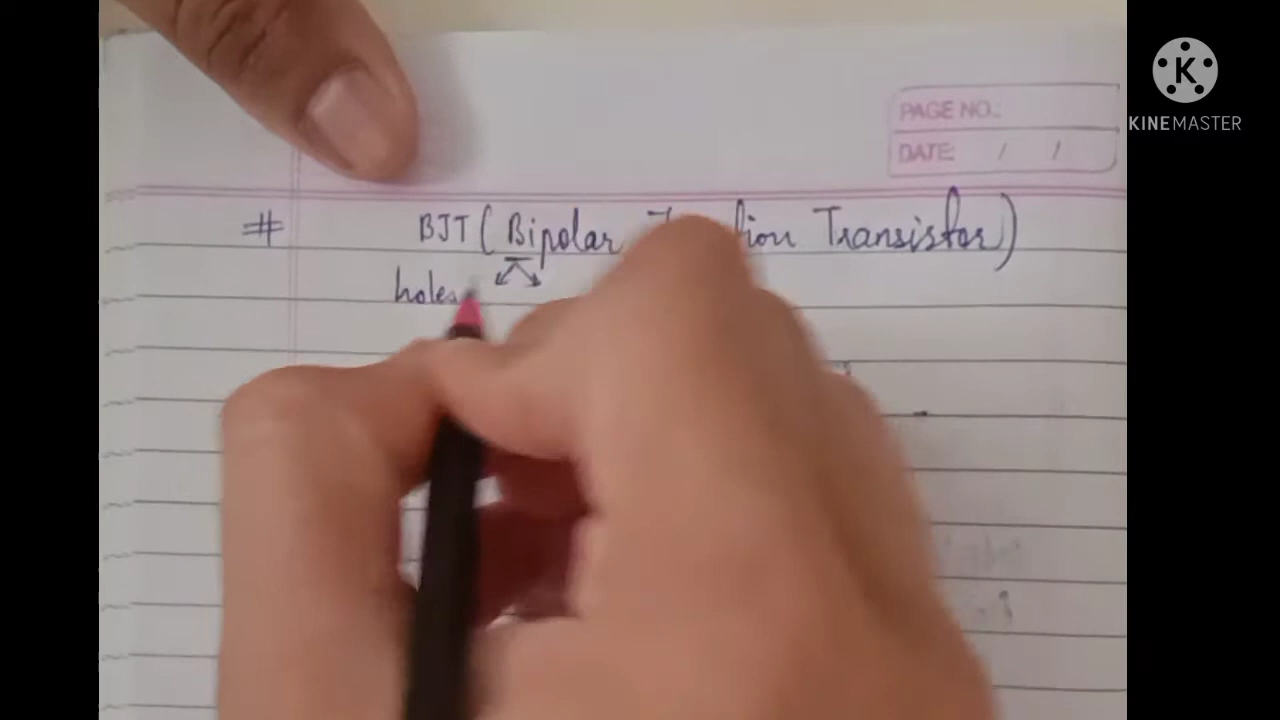 K
KINEMASTER
PAGE NO.:
DATE: / /
# BJT (Bipolar Transistor)
holes